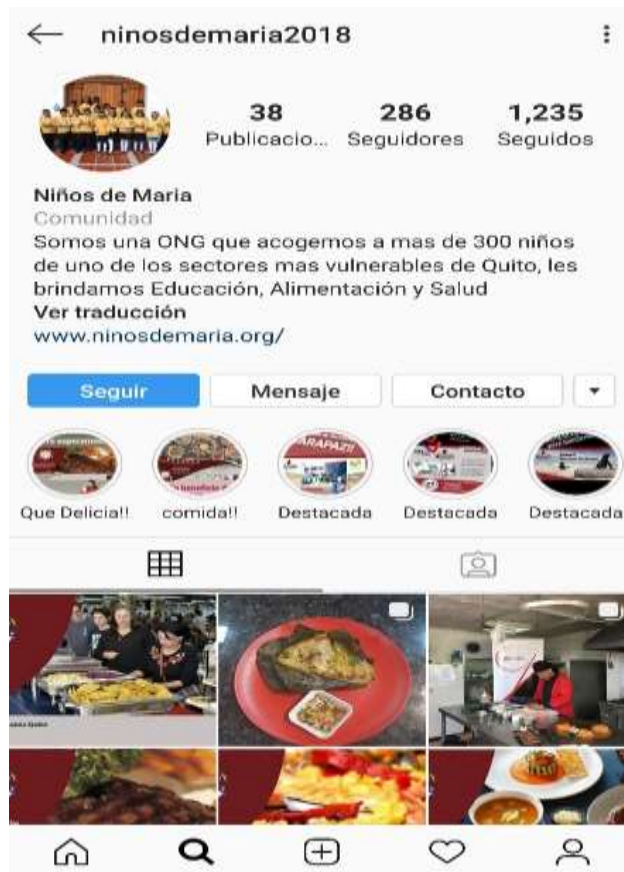 ninosdemaria2018
38 286 1,235
Publicacio... Seguidores Seguidos
Niños de Maria
Comunidad
Somos una ONG que acogemos a mas de 300 niños
de uno de los sectores mas vulnerables de Quito, les
brindamos Educación, Alimentación y Salud
Ver traducción
www.ninosdemaria.org/
Seguir Mensaje Contacto
ARAPAZ!!
Que Delicia!! comida!! Destacada Destacada Destacada